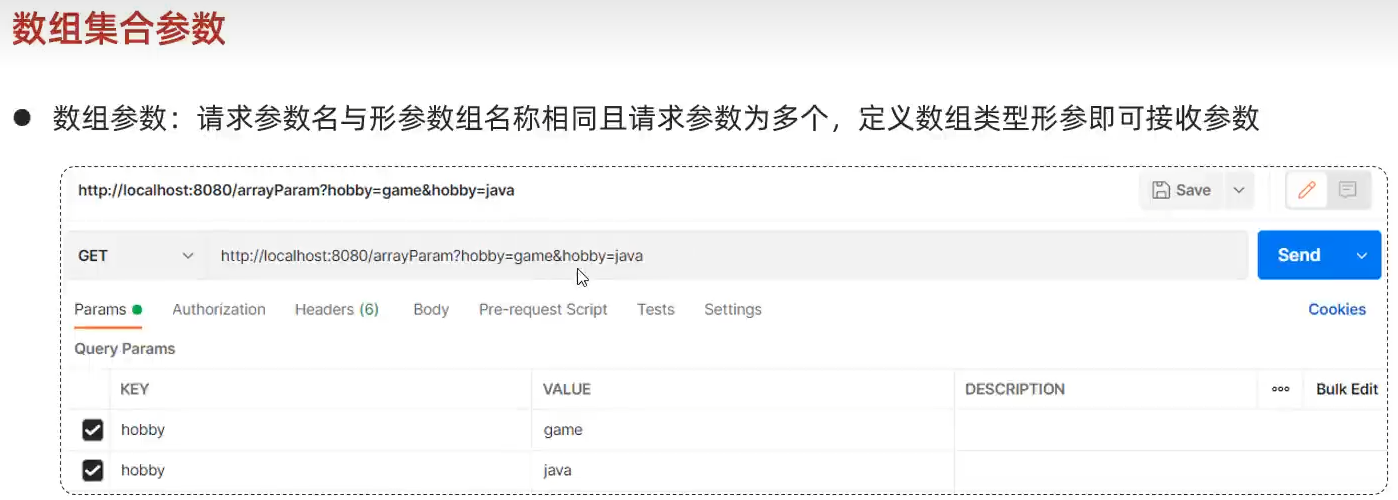 数组集合参数
● 数组参数：请求参数名与形参数组名称相同且请求参数为多个，定义数组类型形参即可接收参数
http://localhost:8080/arrayParam?hobby=game&hobby=java Save
GET http://localhost:8080/arrayParam?hobby=game&hobby=java Send
Params Authorization Headers (6) Body Pre-request Script Tests Settings Cookies
Query Params
KEY VALUE DESCRIPTION ooo Bulk Edit
hobby game
hobby java